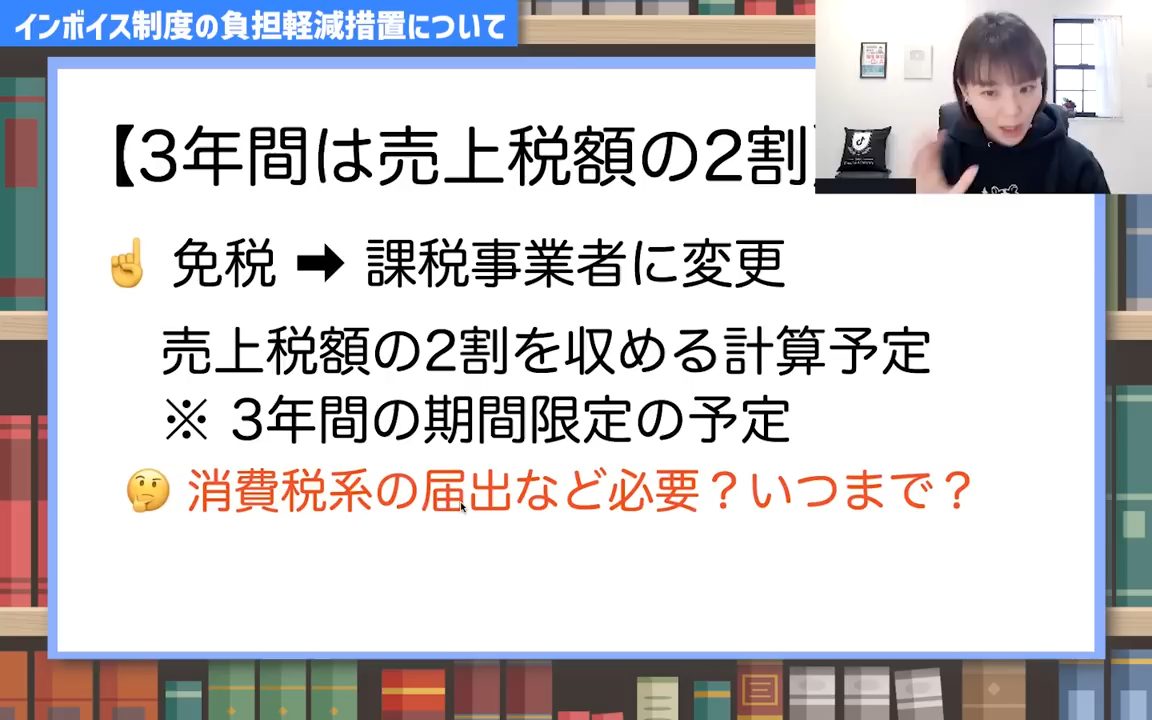 インボイス制度の負担軽減措置について
【3年間は売上税額の2割
☝ 免税 ➡ 課税事業者に変更
売上税額の2割を収める計算予定
※ 3年間の期間限定の予定
🤔 消費税系の届出など必要？いつまで？